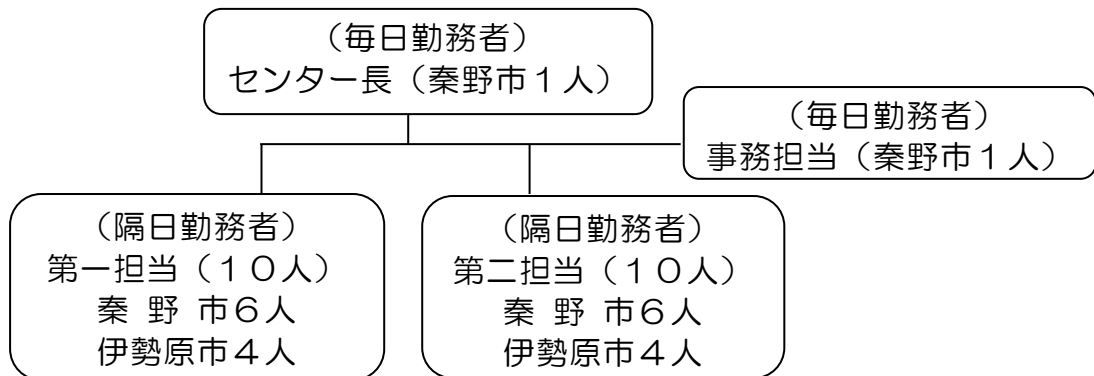 （毎日勤務者）
センター長（秦野市１人）
（毎日勤務者）
事務担当（秦野市１人）
（隔日勤務者）
第一担当（１０人）
秦 野 市６人
伊勢原市４人
（隔日勤務者）
第二担当（１０人）
秦 野 市６人
伊勢原市４人